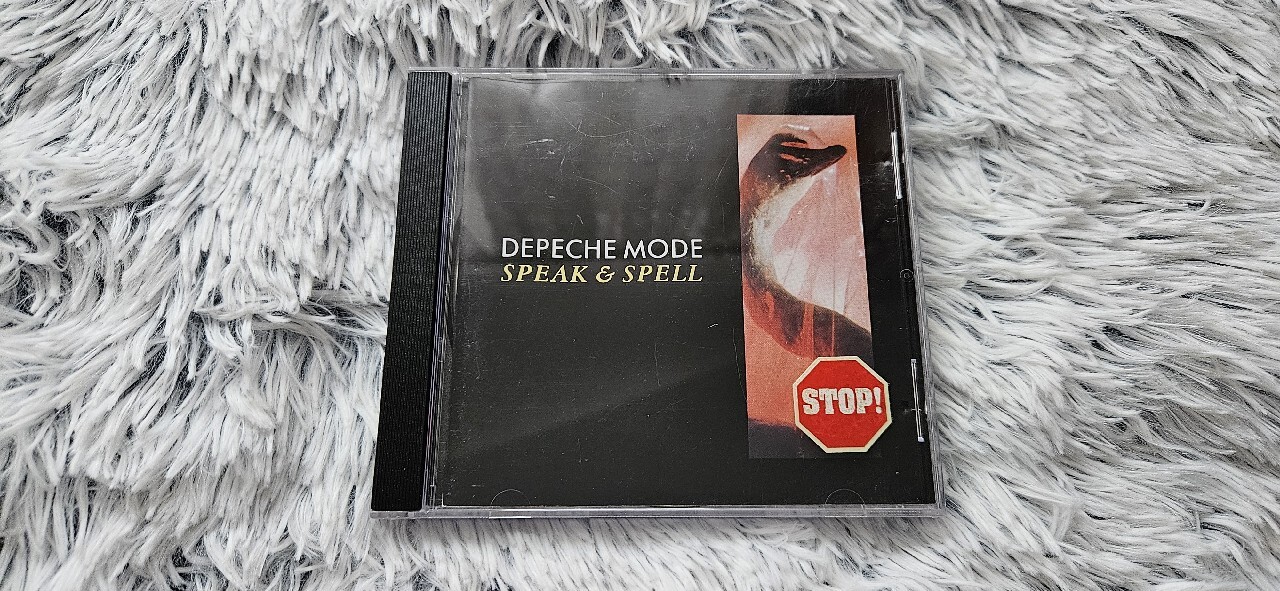 DEPECHE MODE
SPEAK & SPELL
STOP!